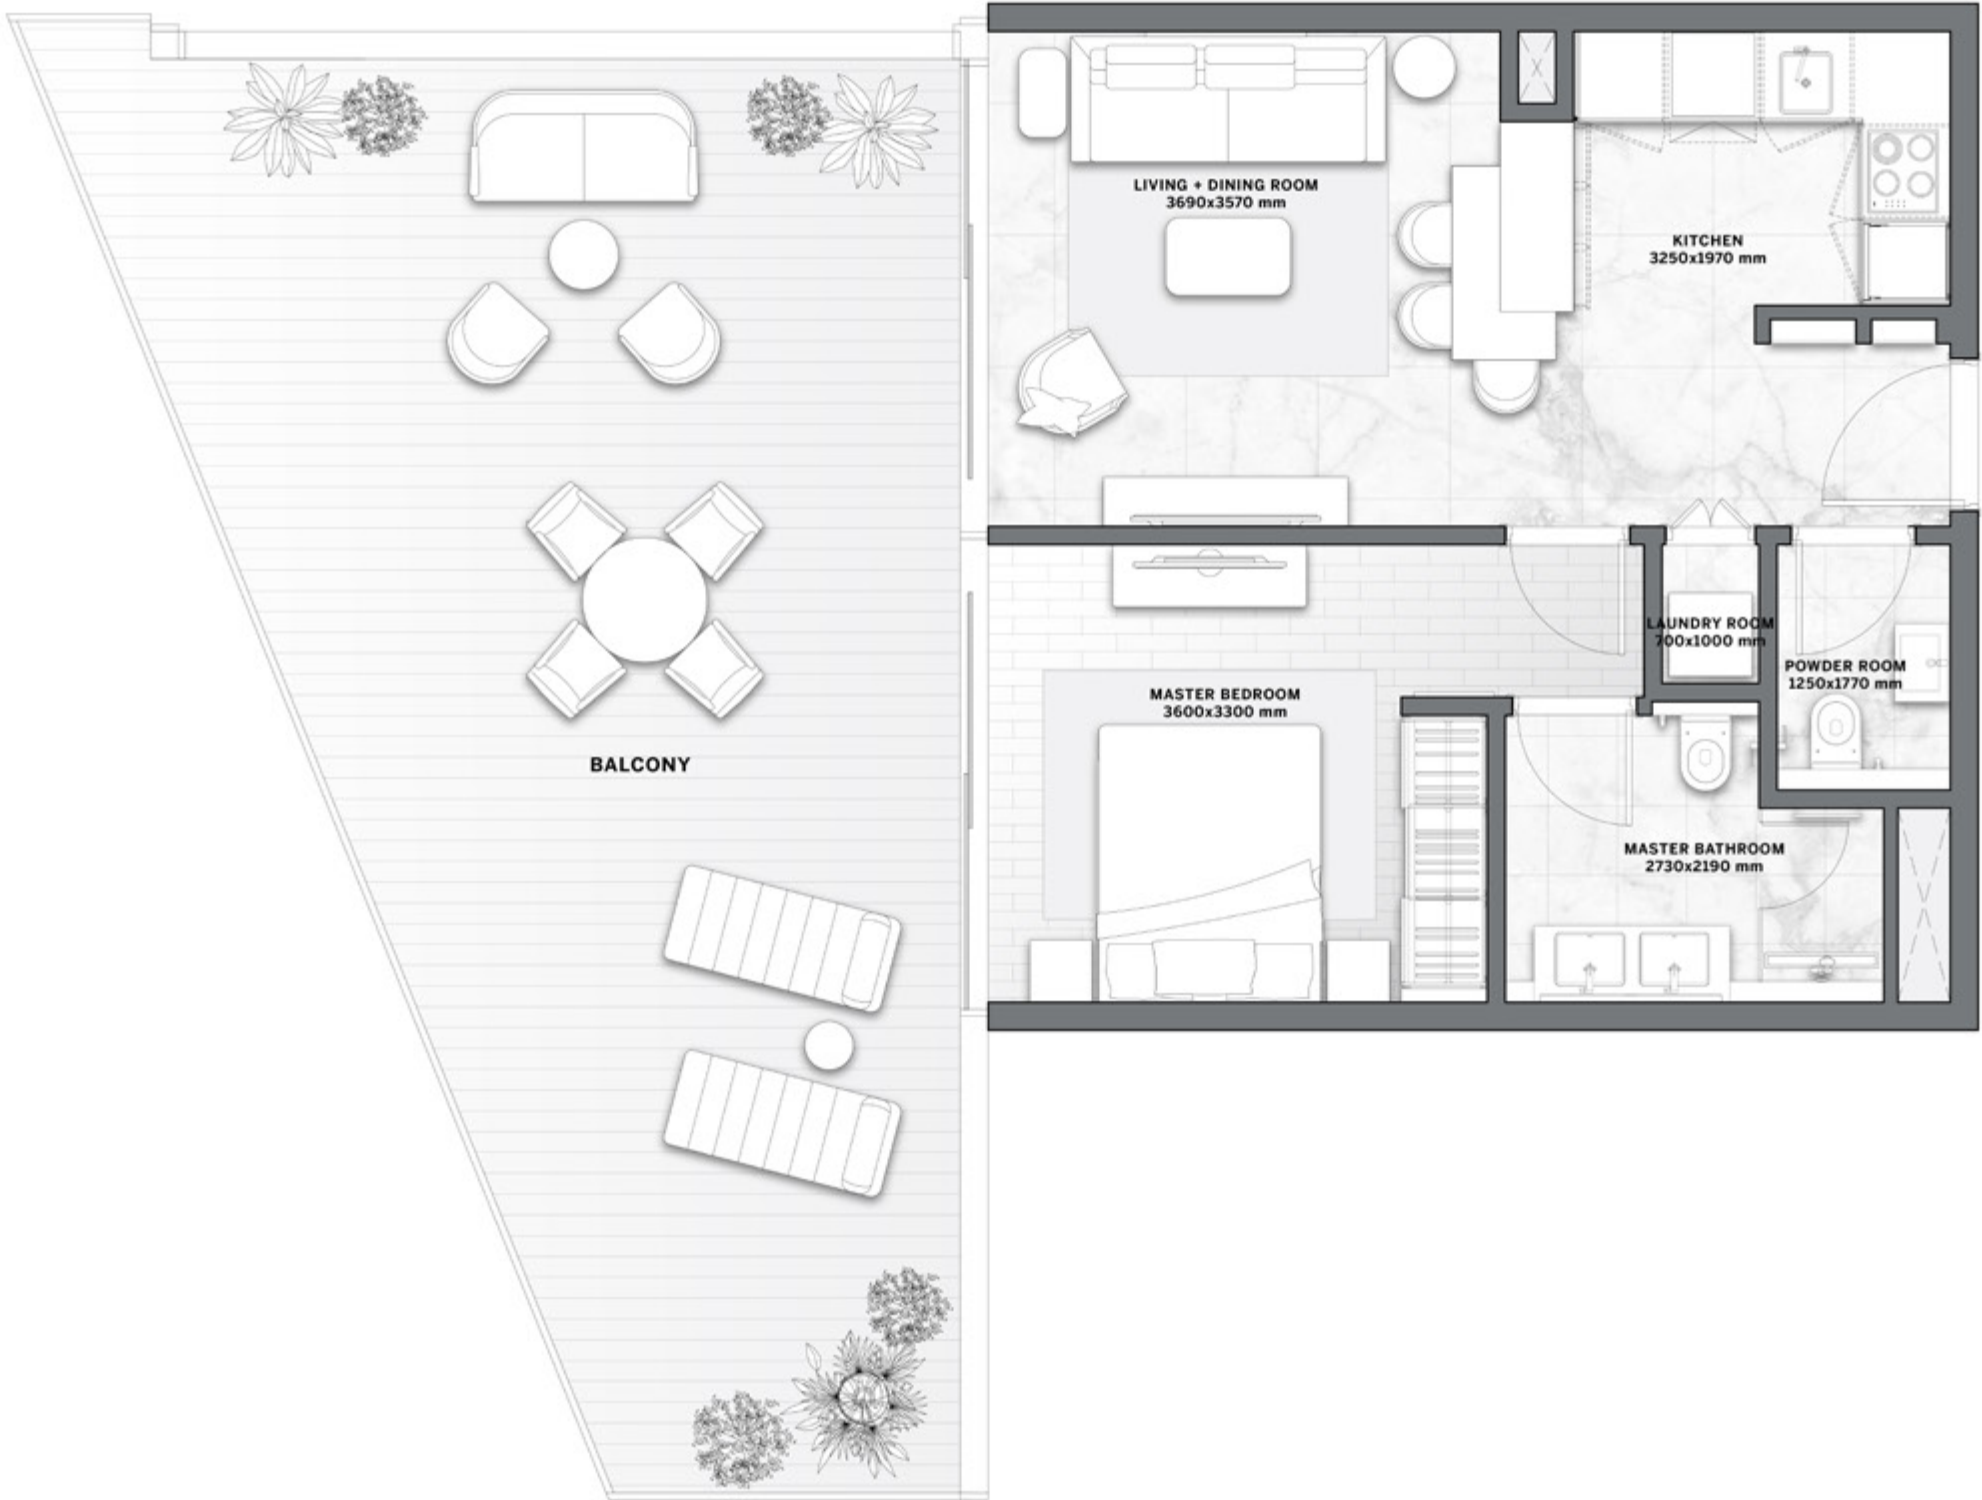 LIVING + DINING ROOM
3690x3570 mm
KITCHEN
3250x1970 mm
LAUNDRY ROOM
700x1000 mm
POWDER ROOM
1250x1770 mm
MASTER BEDROOM
3600x3300 mm
BALCONY
MASTER BATHROOM
2730x2190 mm